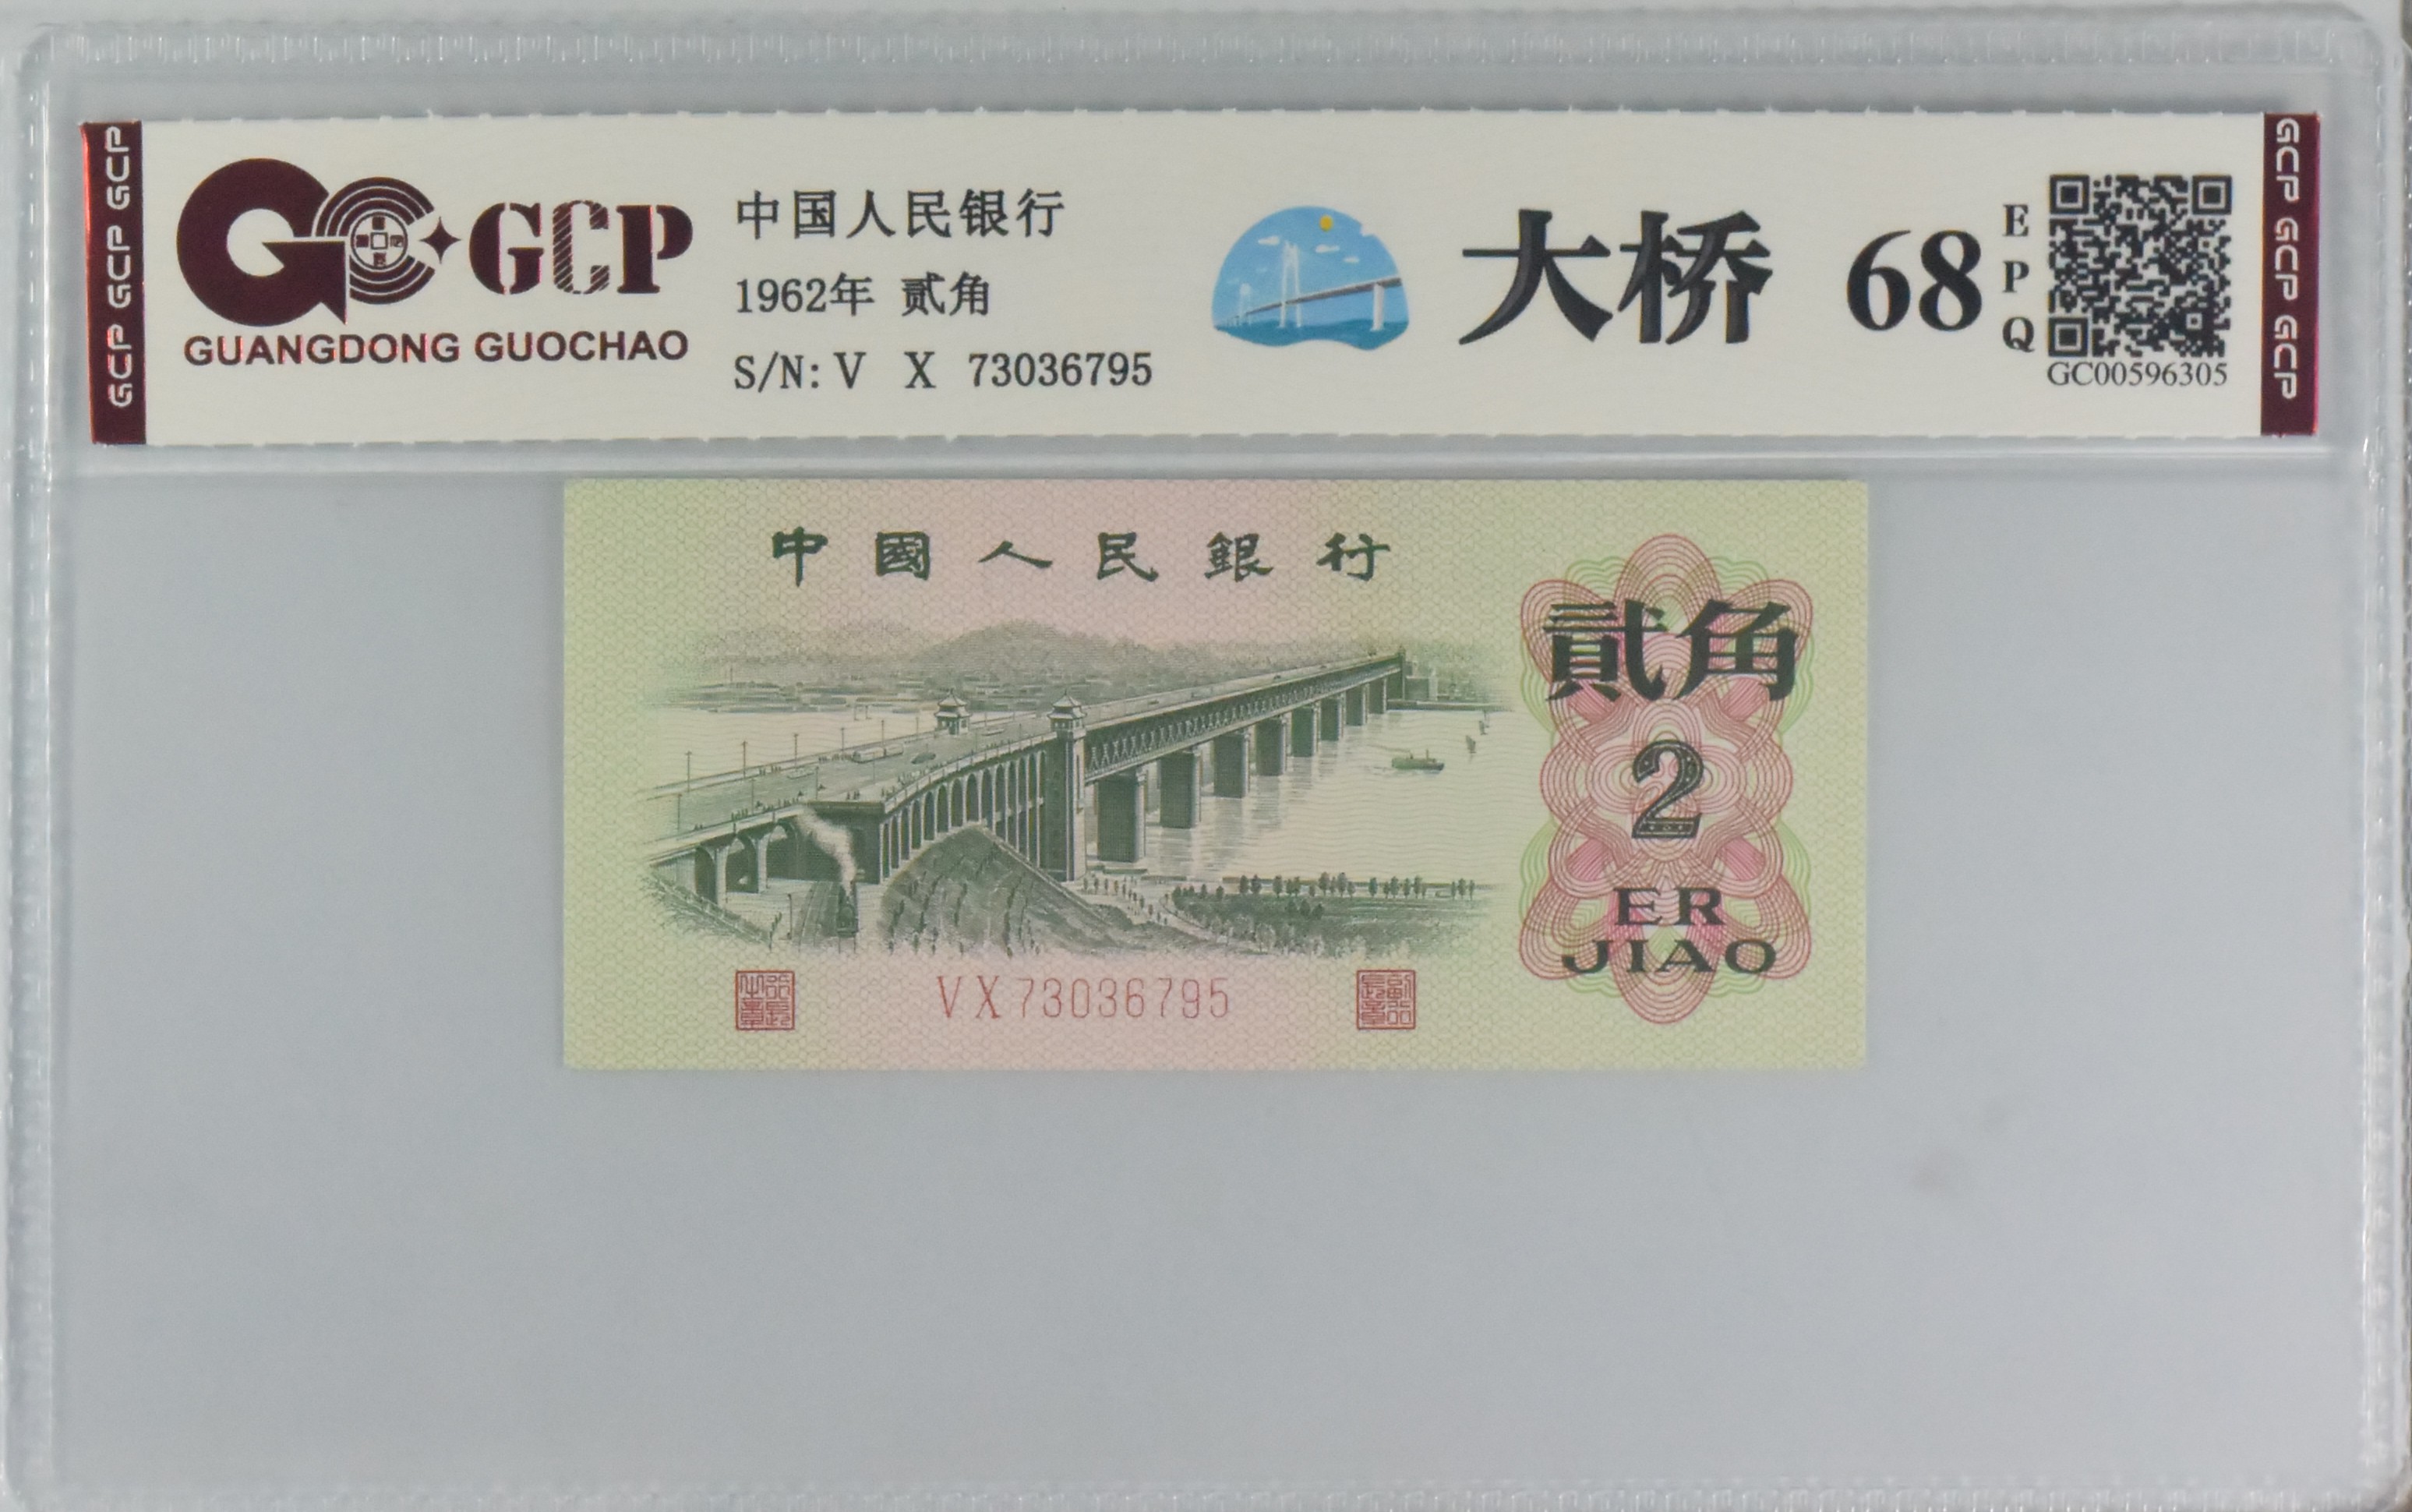 GCP GCP GCP
GCP
GUANGDONG GUOCHAO
中国人民银行
1962年 贰角
S/N: V X 73036795
大桥
68
E
P
Q
GC00596305
GCP GCP GCP
中國人民銀行
貳角
2
ER
JIAO
VX73036795